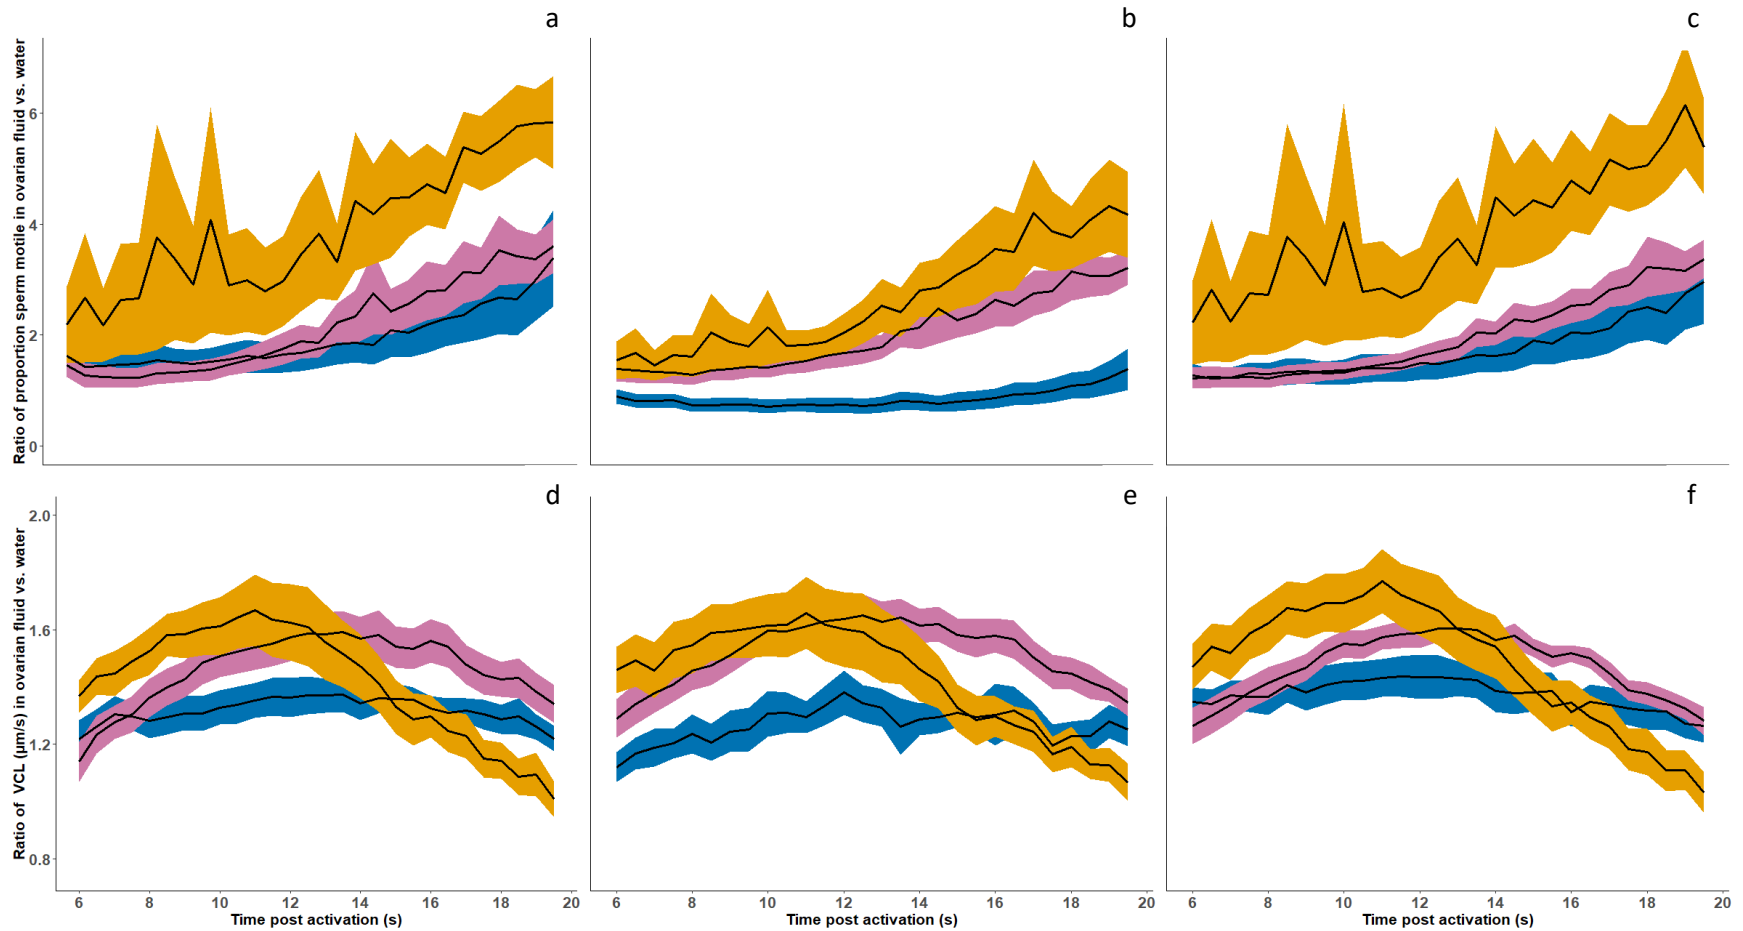 a
b
c
Ratio of proportion sperm motile in ovarian fluid vs. water
6
4
2
0
d
e
f
Ratio of VCL (µm/s) in ovarian fluid vs. water
2.0
1.6
1.2
0.8
6 8 10 12 14 16 18 20
6 8 10 12 14 16 18 20
6 8 10 12 14 16 18 20
Time post activation (s)
Time post activation (s)
Time post activation (s)